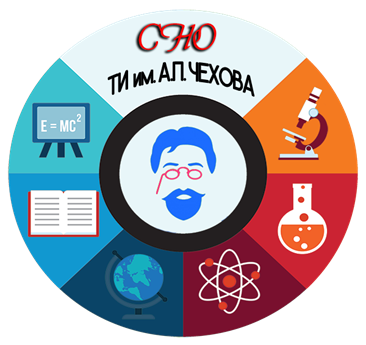 СНО
ТИ им. А.П. ЧЕХОВА
E = MC²